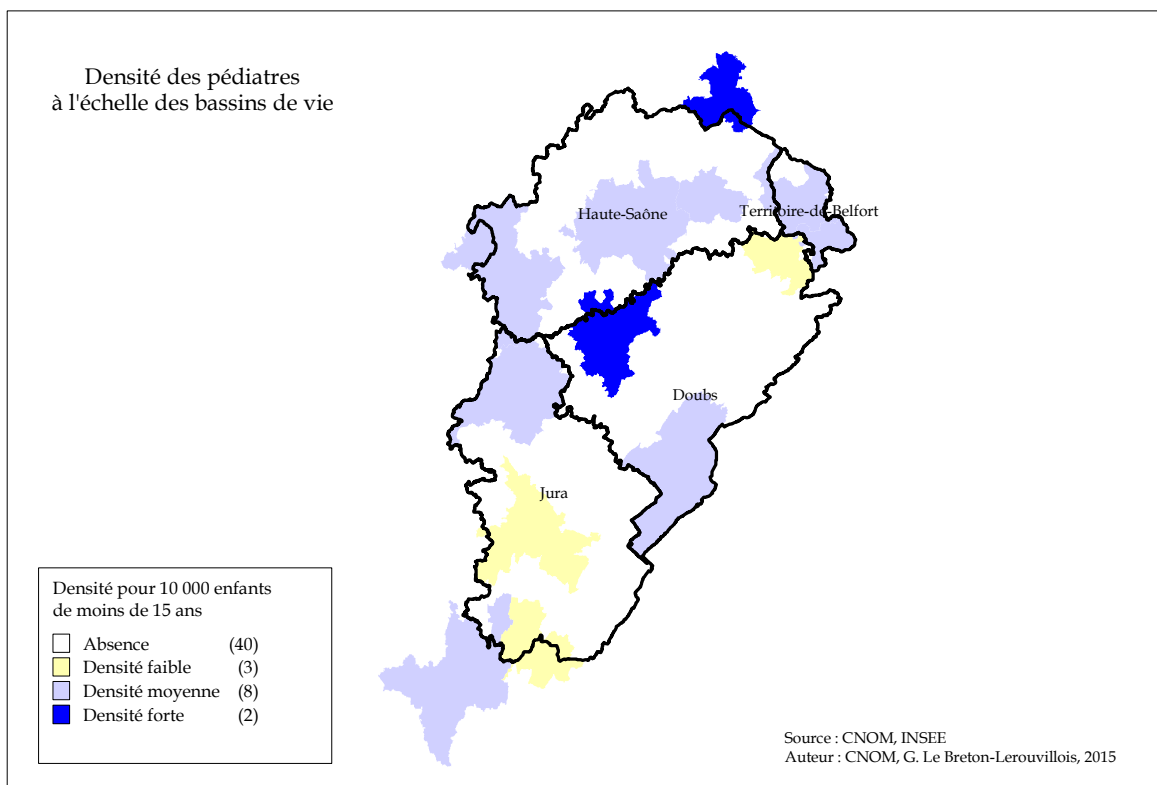 Densité des pédiatres
à l'échelle des bassins de vie
Haute-Saône
Territoire-de-Belfort
Doubs
Jura
Densité pour 10 000 enfants
de moins de 15 ans
Absence (40)
Densité faible (3)
Densité moyenne (8)
Densité forte (2)
Source : CNOM, INSEE
Auteur : CNOM, G. Le Breton-Lerouvillois, 2015